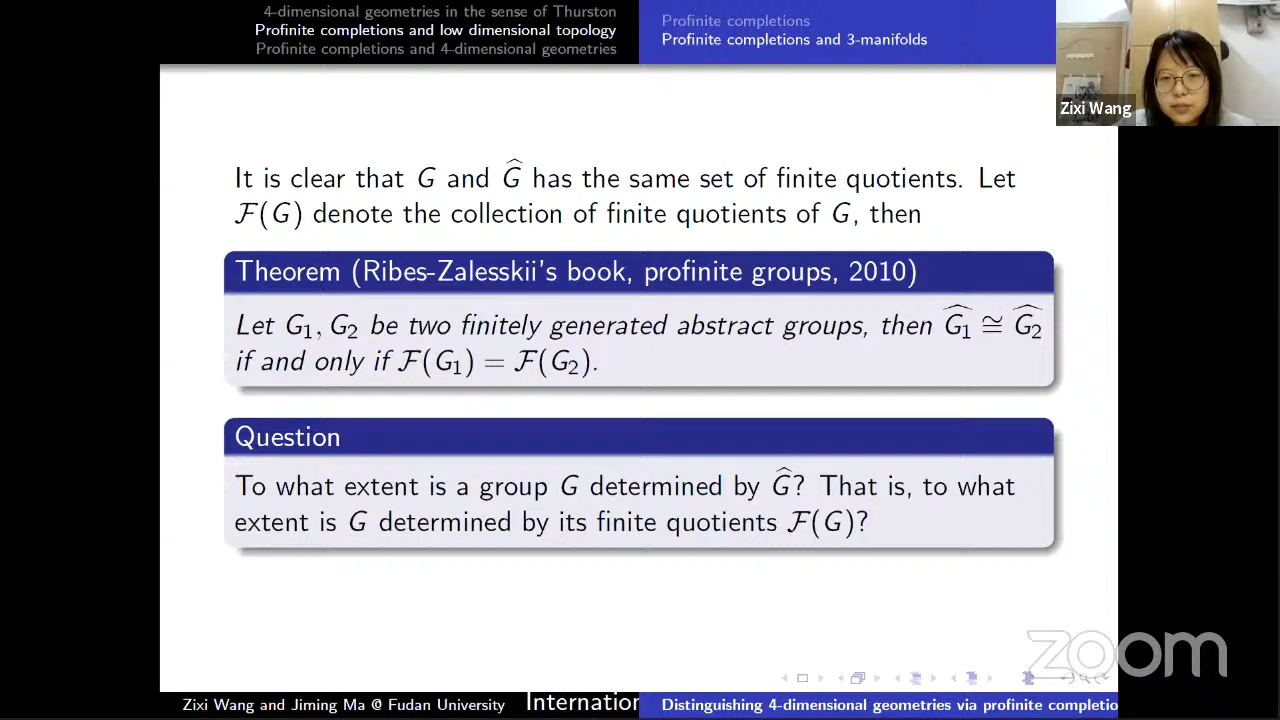 4-dimensional geometries in the sense of Thurston
Profinite completions and low dimensional topology
Profinite completions and 4-dimensional geometries
Profinite completions
Profinite completions and 3-manifolds
Zixi Wang
It is clear that G and Ĝ has the same set of finite quotients. Let
ℱ(G) denote the collection of finite quotients of G, then
Theorem (Ribes-Zalesskii's book, profinite groups, 2010)
Let G₁, G₂ be two finitely generated abstract groups, then Ĝ₁ ≅ Ĝ₂
if and only if ℱ(G₁) = ℱ(G₂).
Question
To what extent is a group G determined by Ĝ? That is, to what
extent is G determined by its finite quotients ℱ(G)?
zoom
Zixi Wang and Jiming Ma @ Fudan University
Internation
Distinguishing 4-dimensional geometries via profinite completio